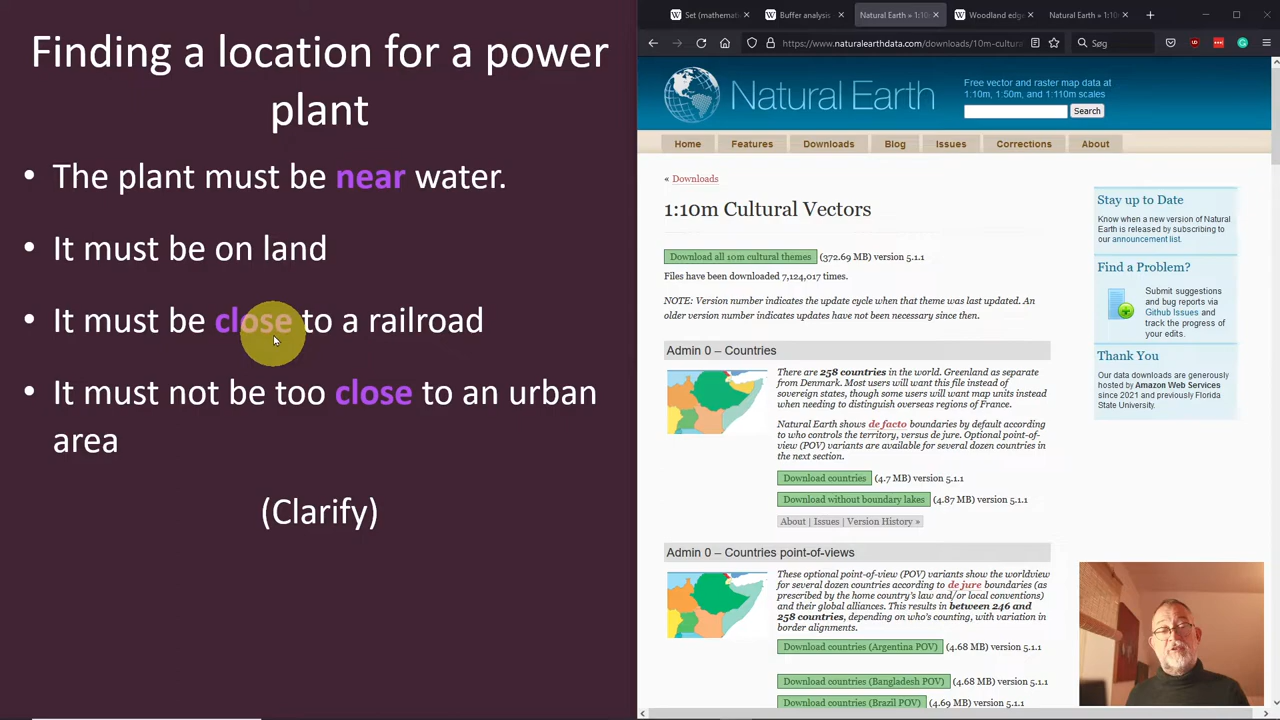 Finding a location for a power
plant
• The plant must be near water.
• It must be on land
• It must be close to a railroad
• It must not be too close to an urban
area
(Clarify)
Set (mathemat
Buffer analysis
Natural Earth » 1:10
Woodland edge
Natural Earth » 1:10
https://www.naturalearthdata.com/downloads/10m-cultura
Søg
Natural Earth
Free vector and raster map data at
1:10m, 1:50m, and 1:110m scales
Search
Home Features Downloads Blog Issues Corrections About
« Downloads
1:10m Cultural Vectors
Download all 10m cultural themes (372.69 MB) version 5.1.1
Files have been downloaded 7,124,017 times.
NOTE: Version number indicates the update cycle when that theme was last updated. An
older version number indicates updates have not been necessary since then.
Admin 0 – Countries
There are 258 countries in the world. Greenland as separate
from Denmark. Most users will want this file instead of
sovereign states, though some users will want map units instead
when needing to distinguish overseas regions of France.
Natural Earth shows de facto boundaries by default according
to who controls the territory, versus de jure. Optional point-of-
view (POV) variants are available for several dozen countries in
the next section.
Download countries (4.7 MB) version 5.1.1
Download without boundary lakes (4.87 MB) version 5.1.1
About | Issues | Version History »
Admin 0 – Countries point-of-views
These optional point-of-view (POV) variants show the worldview
for several dozen countries according to de jure boundaries (as
prescribed by the home country's law and/or local conventions)
and their global alliances. This results in between 246 and
258 countries, depending on who's counting, with variation in
border alignments.
Download countries (Argentina POV) (4.68 MB) version 5.1.1
Download countries (Bangladesh POV) (4.68 MB) version 5.1.1
Download countries (Brazil POV) (4.69 MB) version 5.1.1
Stay up to Date
Know when a new version of Natural
Earth is released by subscribing to
our announcement list.
Find a Problem?
Submit suggestions
and bug reports via
Github Issues and
track the progress of
your edits.
Thank You
Our data downloads are generously
hosted by Amazon Web Services
since 2021 and previously Florida
State University.